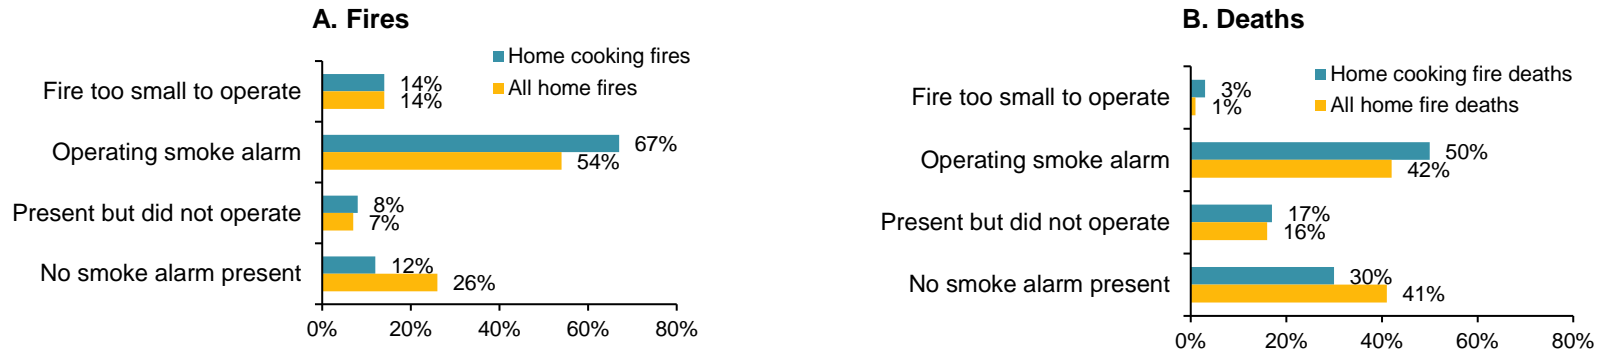 A. Fires
Home cooking fires
All home fires
Fire too small to operate
14%
14%
Operating smoke alarm
67%
54%
Present but did not operate
8%
7%
No smoke alarm present
12%
26%
0% 20% 40% 60% 80%
B. Deaths
Home cooking fire deaths
All home fire deaths
Fire too small to operate
3%
1%
Operating smoke alarm
50%
42%
Present but did not operate
17%
16%
No smoke alarm present
30%
41%
0% 20% 40% 60% 80%